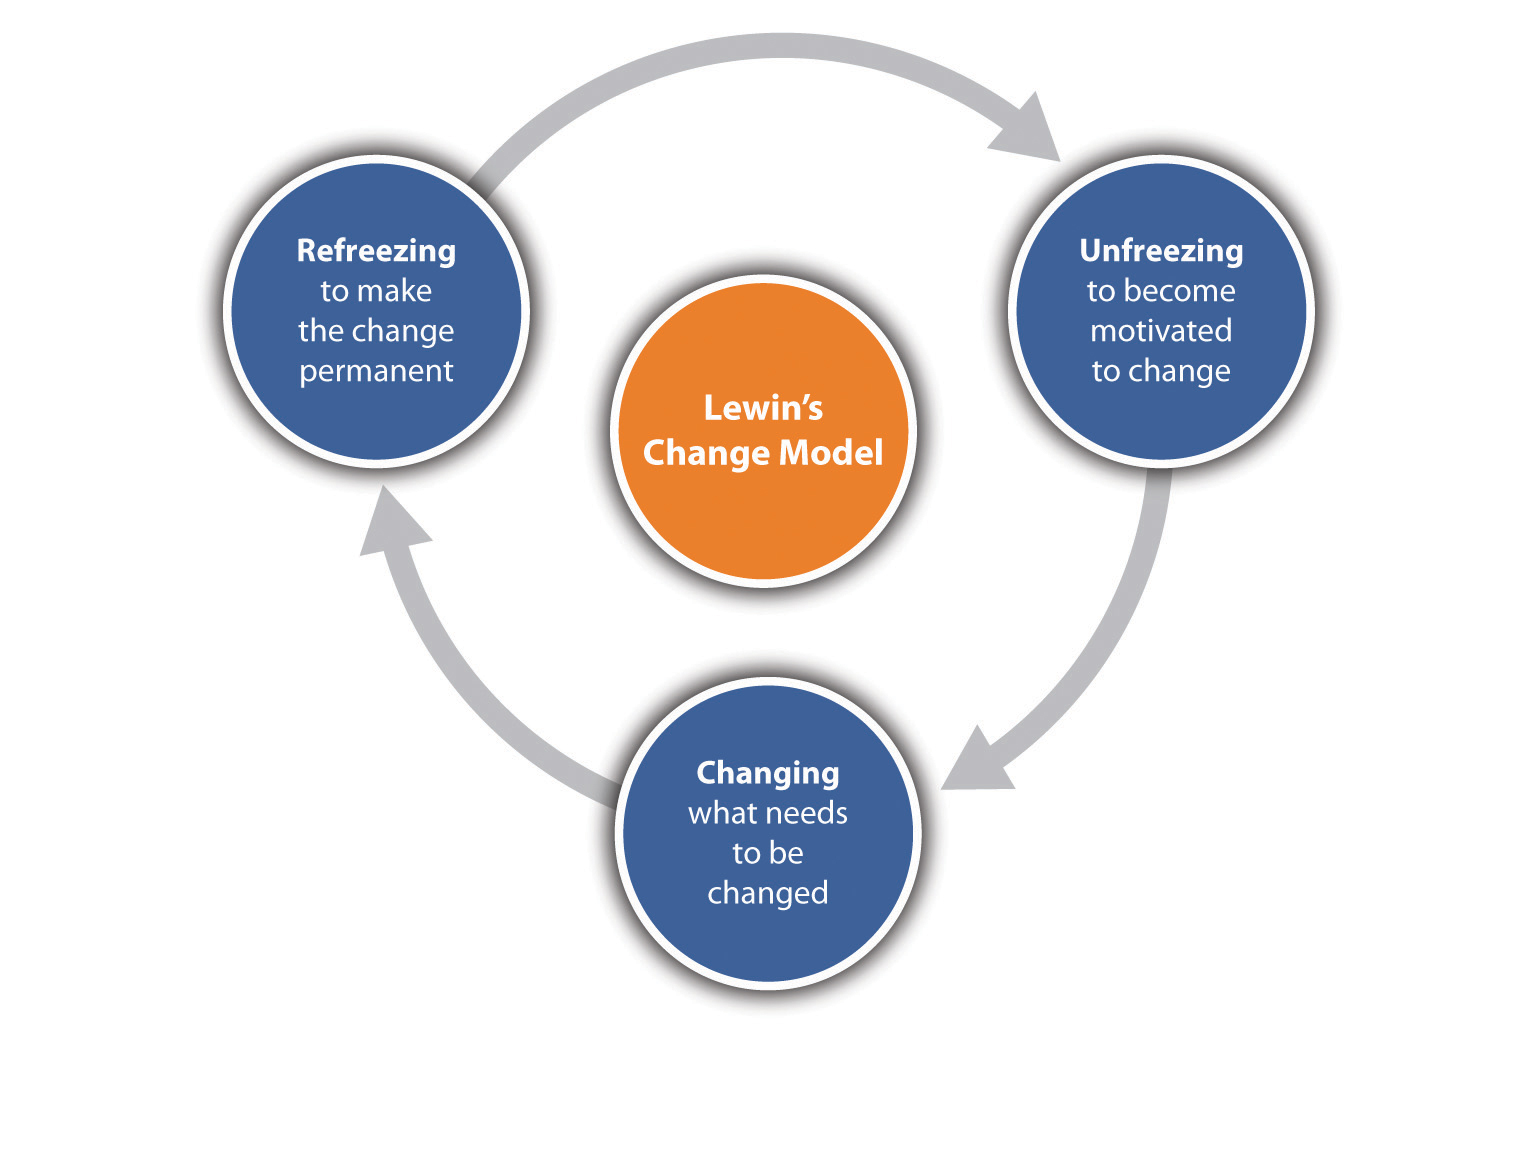 Refreezing
to make
the change
permanent
Unfreezing
to become
motivated
to change
Lewin’s
Change Model
Changing
what needs
to be
changed